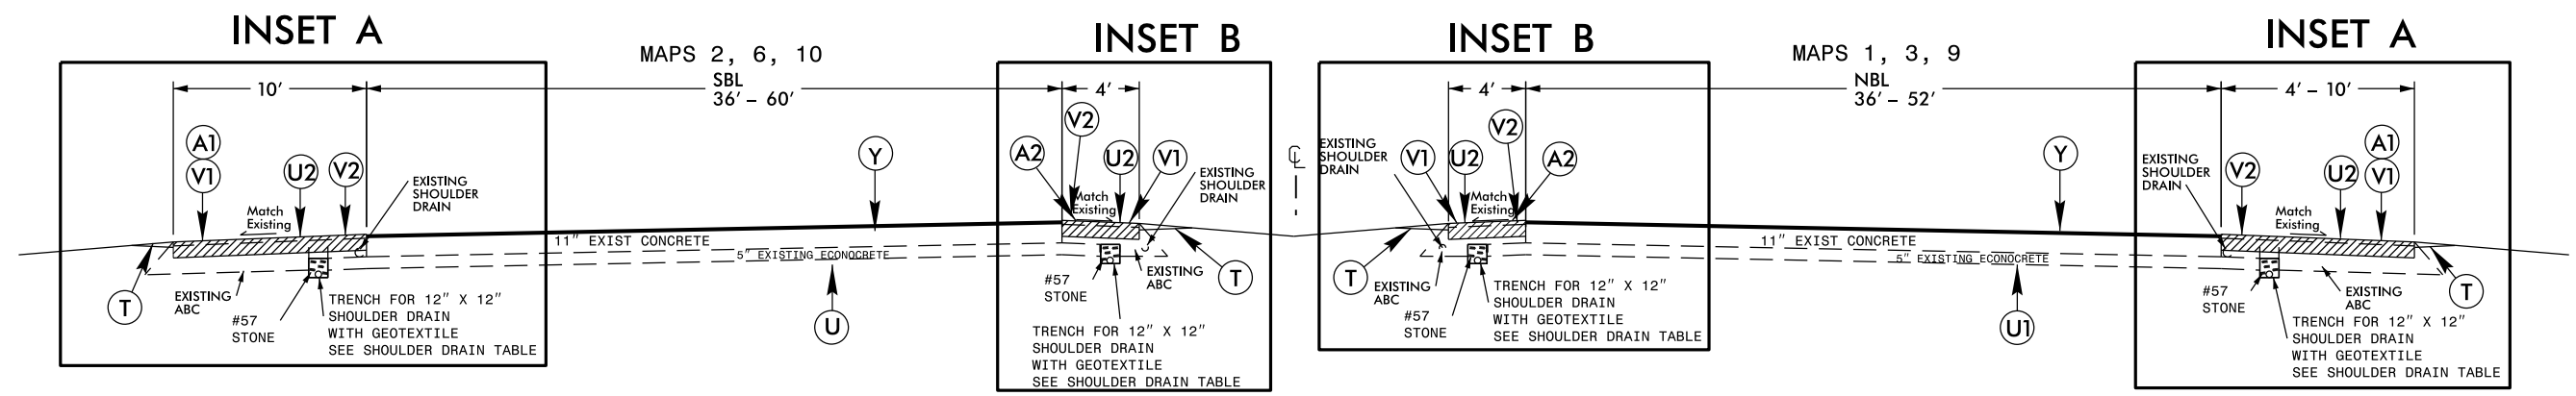 INSET A
MAPS 2, 6, 10
SBL
36' – 60'
10'
A1
V1
U2
V2
Match
Existing
EXISTING
SHOULDER
DRAIN
T
EXISTING
ABC
#57
STONE
TRENCH FOR 12" X 12"
SHOULDER DRAIN
WITH GEOTEXTILE
SEE SHOULDER DRAIN TABLE
Y
11" EXIST CONCRETE
5" EXISTING ECONOCRETE
U
INSET B
4'
V2
A2
U2
V1
Match
Existing
EXISTING
SHOULDER
DRAIN
#57
STONE
EXISTING
ABC
T
TRENCH FOR 12" X 12"
SHOULDER DRAIN
WITH GEOTEXTILE
SEE SHOULDER DRAIN TABLE
CL
INSET B
4'
EXISTING
SHOULDER
DRAIN
V1
U2
V2
A2
Match
Existing
T
EXISTING
ABC
#57
STONE
TRENCH FOR 12" X 12"
SHOULDER DRAIN
WITH GEOTEXTILE
SEE SHOULDER DRAIN TABLE
MAPS 1, 3, 9
NBL
36' – 52'
Y
11" EXIST CONCRETE
5" EXISTING ECONOCRETE
U1
INSET A
4' – 10'
EXISTING
SHOULDER
DRAIN
V2
U2
A1
V1
Match
Existing
#57
STONE
EXISTING
ABC
T
TRENCH FOR 12" X 12"
SHOULDER DRAIN
WITH GEOTEXTILE
SEE SHOULDER DRAIN TABLE